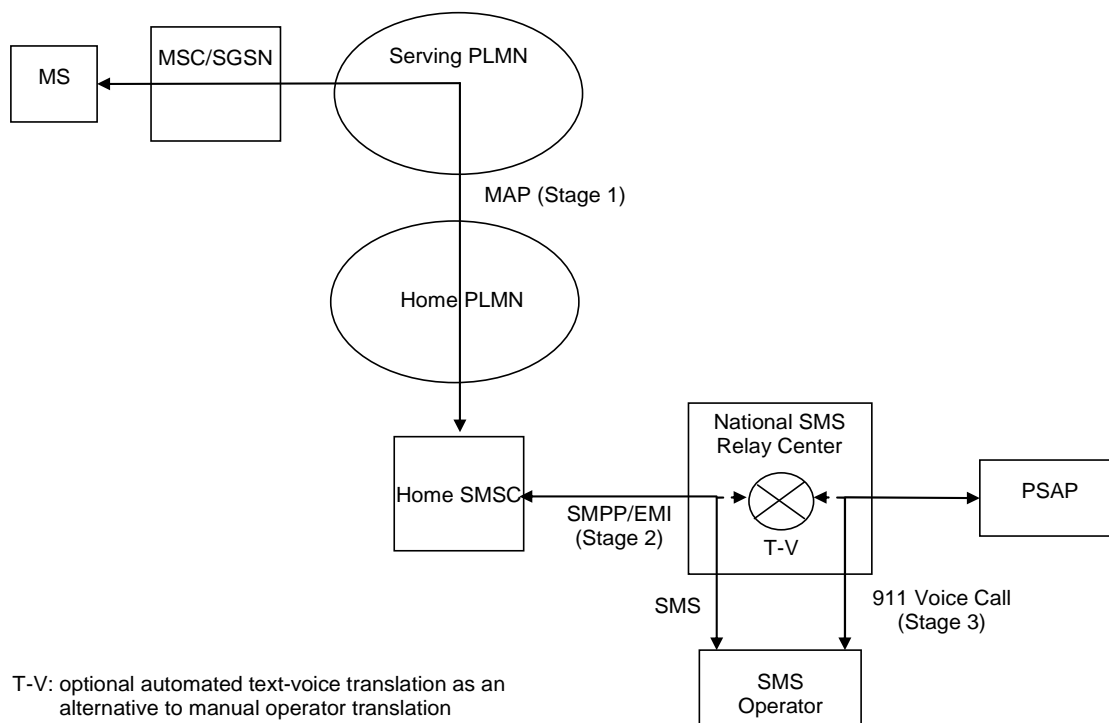 MS
MSC/SGSN
Serving PLMN
MAP (Stage 1)
Home PLMN
Home SMSC
SMPP/EMI
(Stage 2)
National SMS
Relay Center
T-V
PSAP
SMS
911 Voice Call
(Stage 3)
SMS
Operator
T-V: optional automated text-voice translation as an
alternative to manual operator translation